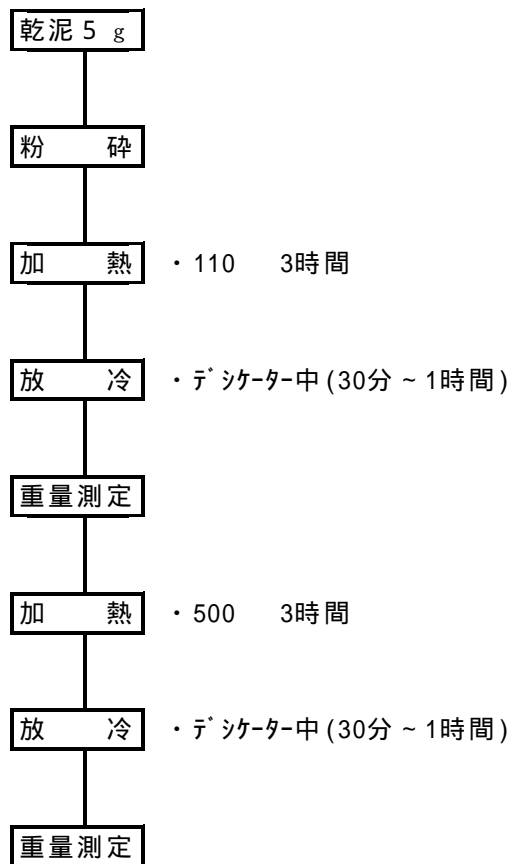 乾泥5 g
粉 砕
加 熱 ・110 3時間
放 冷 ・ﾃﾞｼｹｰﾀｰ中(30分~1時間)
重量測定
加 熱 ・500 3時間
放 冷 ・ﾃﾞｼｹｰﾀｰ中(30分~1時間)
重量測定